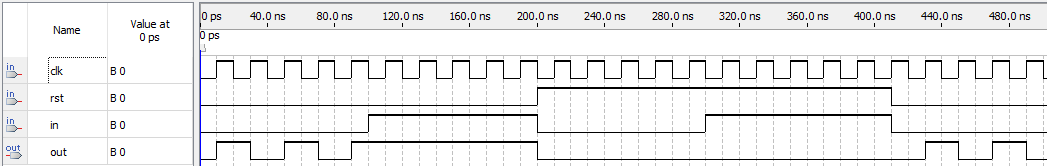 Name
Value at
0 ps
0 ps 40.0 ns 80.0 ns 120.0 ns 160.0 ns 200.0 ns 240.0 ns 280.0 ns 320.0 ns 360.0 ns 400.0 ns 440.0 ns 480.0 ns
0 ps
in clk B 0
in rst B 0
in in B 0
out out B 0